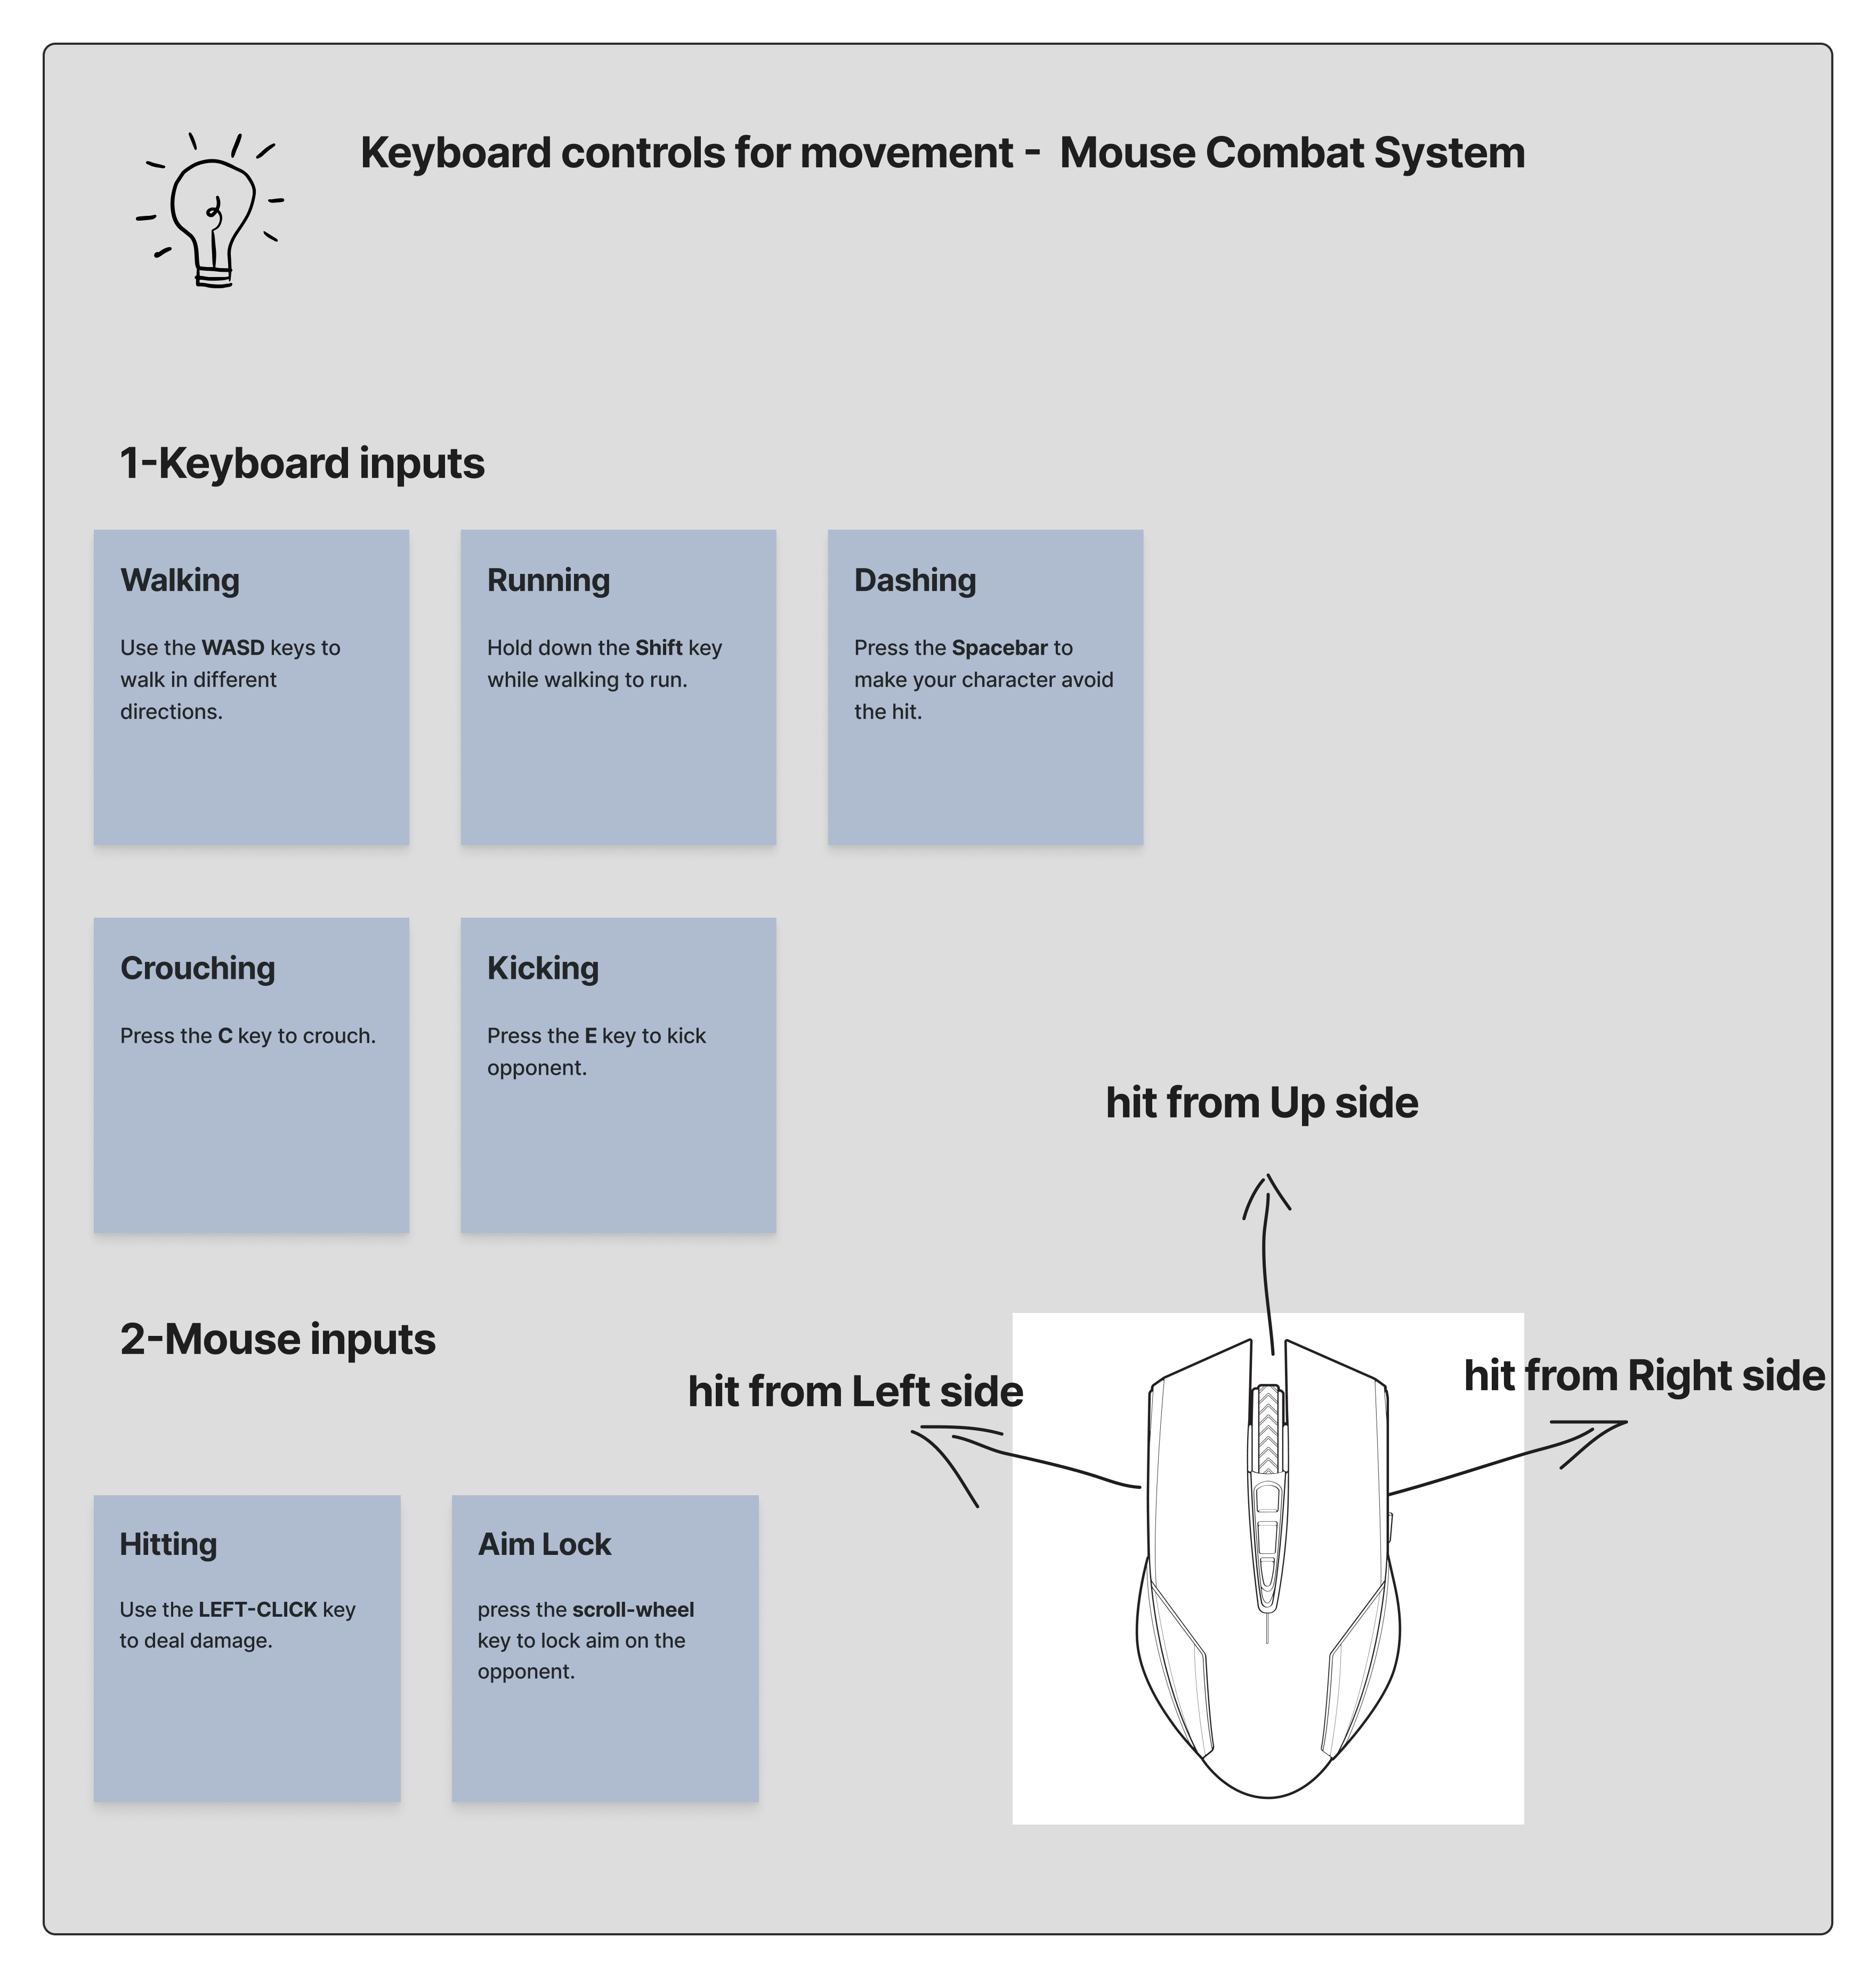 Keyboard controls for movement -  Mouse Combat System
1-Keyboard inputs
Walking
Use the WASD keys to
walk in different
directions.
Running
Hold down the Shift key
while walking to run.
Dashing
Press the Spacebar to
make your character avoid
the hit.
Crouching
Press the C key to crouch.
Kicking
Press the E key to kick
opponent.
2-Mouse inputs
Hitting
Use the LEFT-CLICK key
to deal damage.
Aim Lock
press the scroll-wheel
key to lock aim on the
opponent.
hit from Up side
hit from Left side
hit from Right side